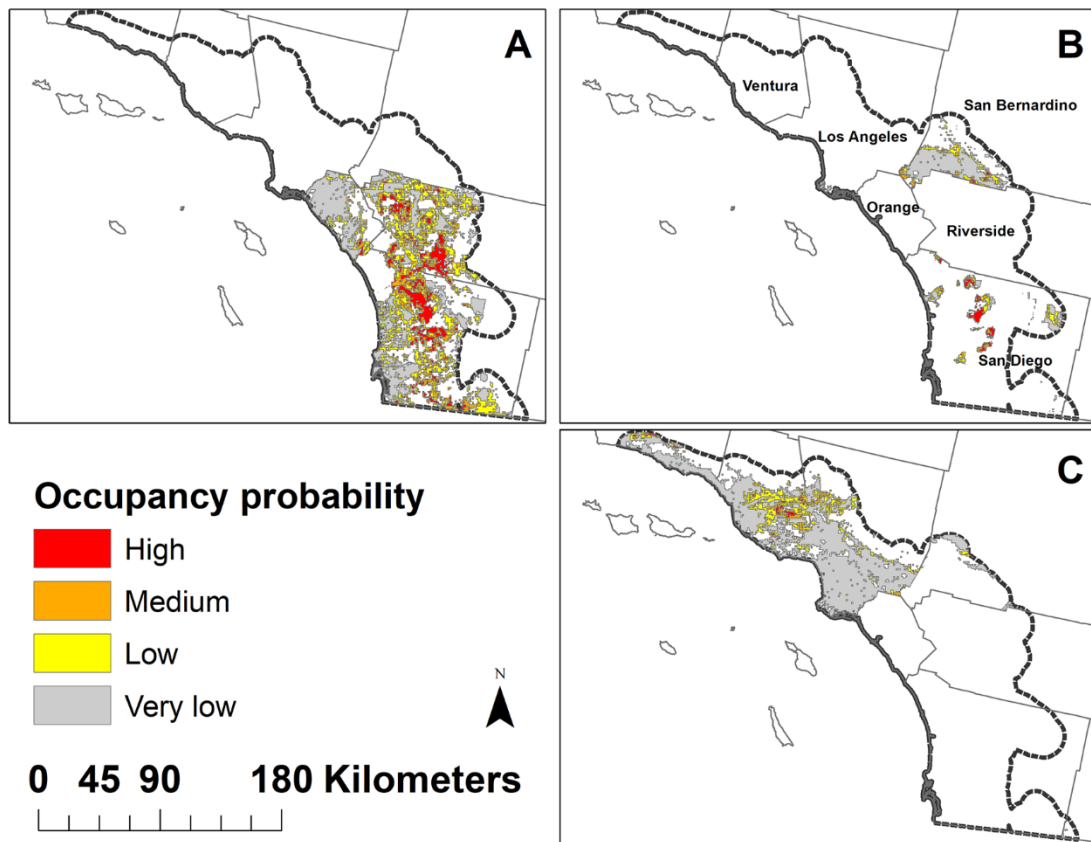 A
B
Ventura
San Bernardino
Los Angeles
Orange
Riverside
San Diego
C
Occupancy probability
High
Medium
Low
Very low
N
0 45 90 180 Kilometers